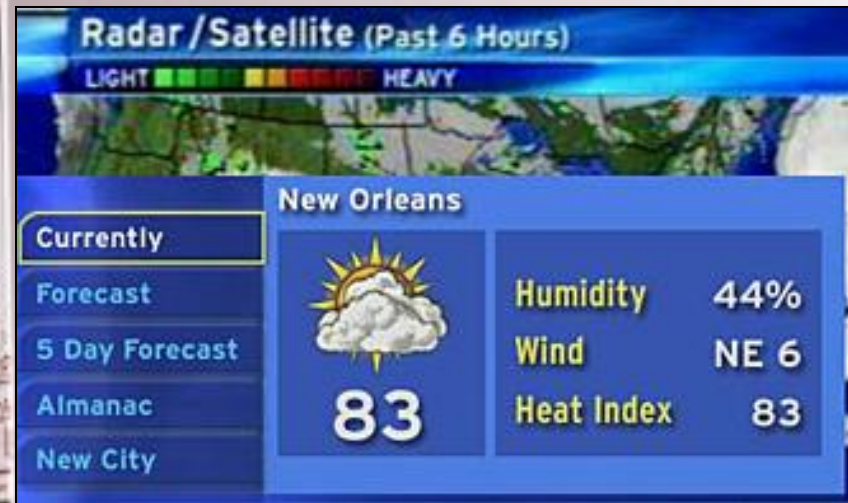 Radar/Satellite (Past 6 Hours)
LIGHT HEAVY
New Orleans
Currently
Forecast
5 Day Forecast
Almanac
New City
83
Humidity 44%
Wind NE 6
Heat Index 83